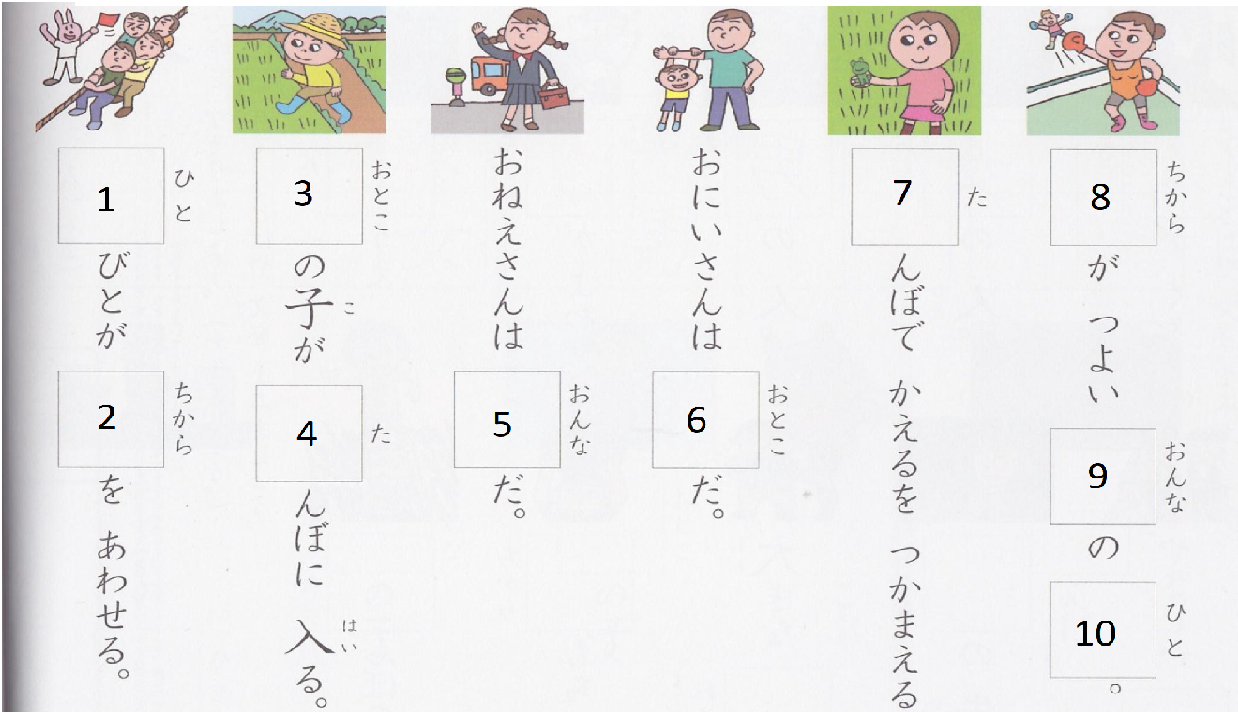 ちから おんな ひと
8が つよい 9の10。
た
7んぼで かえるを つかまえる
おとこ
おにいさんは6だ。
おんな
おねえさんは5だ。
おとこ こ た はい
3の子が4んぼに 入る。
ひと ちから
1びとが2を あわせる。